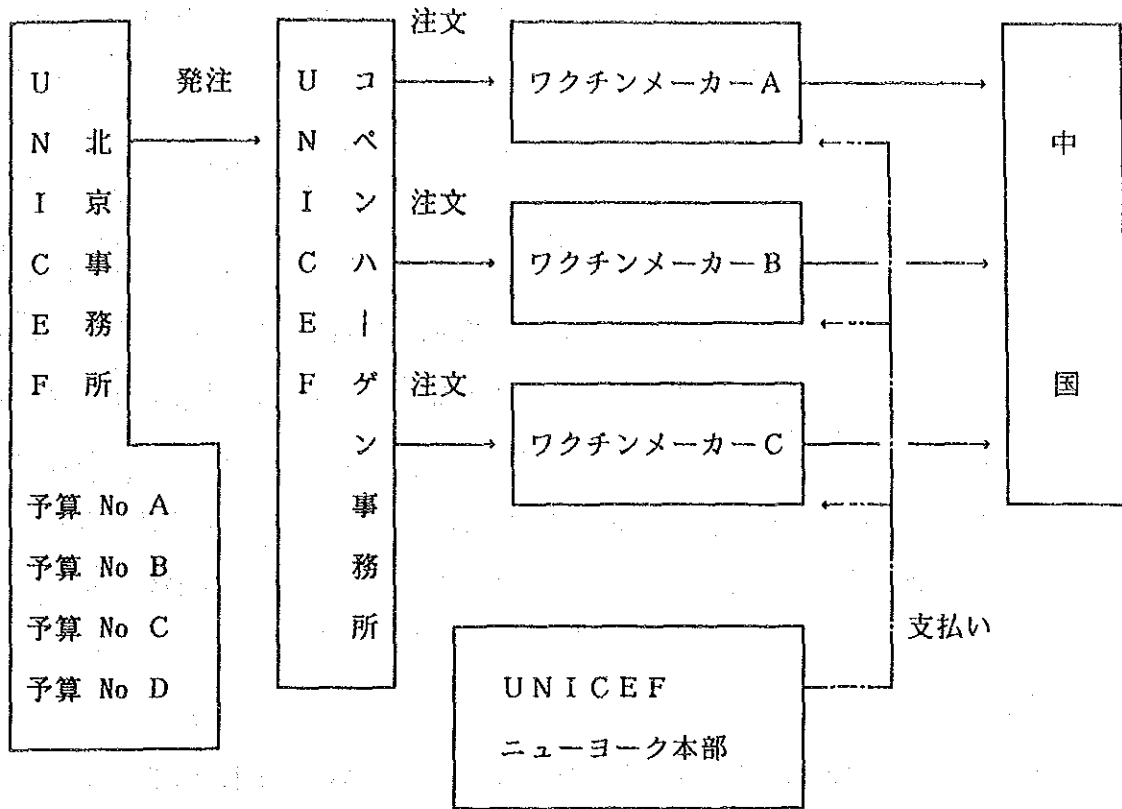 UNICEF
北京事務所
予算 No A
予算 No B
予算 No C
予算 No D
発注
UNICEF
コペンハーゲン事務所
注文
ワクチンメーカーA
注文
ワクチンメーカーB
注文
ワクチンメーカーC
中国
支払い
UNICEF
ニューヨーク本部